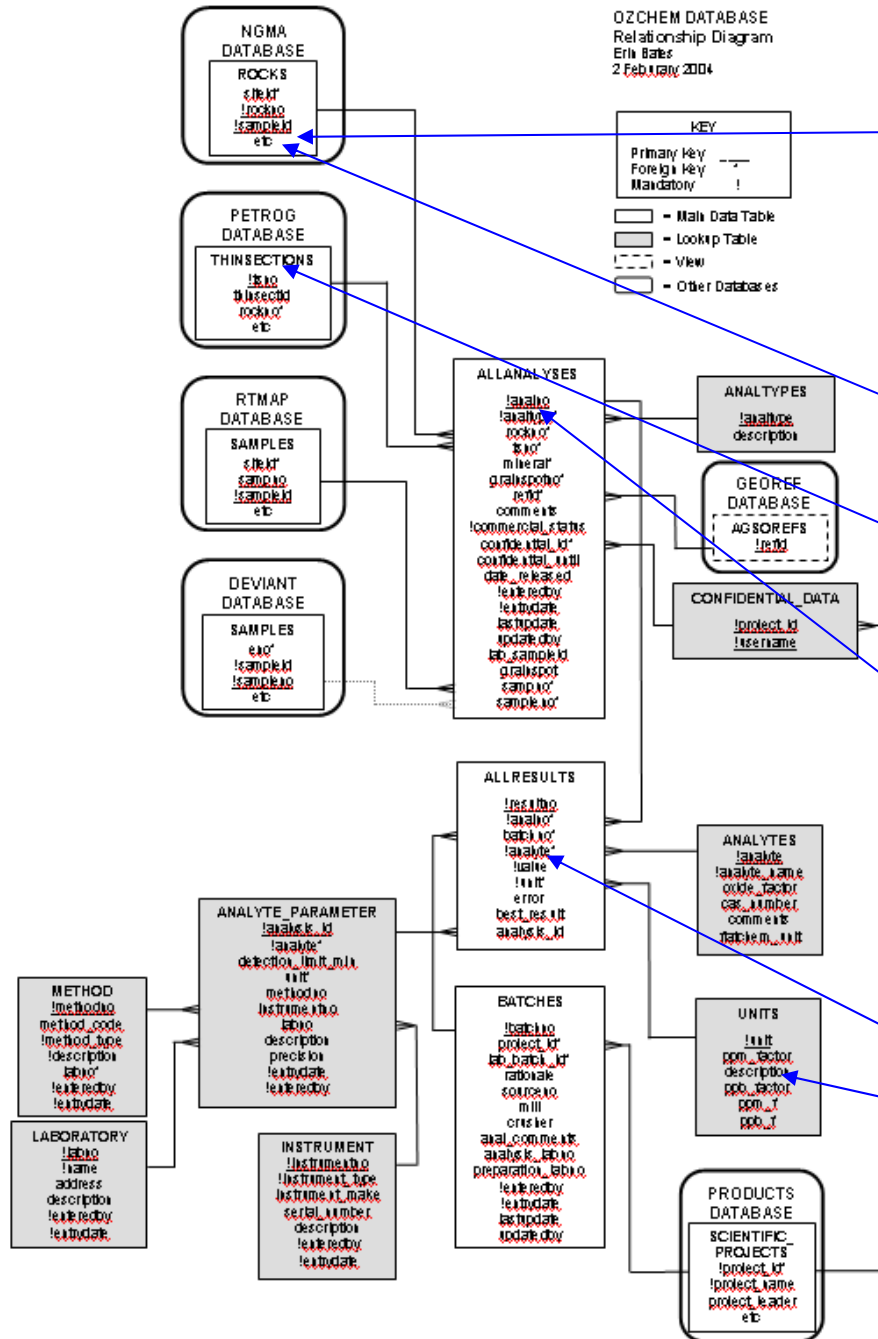 NGMA
DATABASE
ROCKS
siteid*
!rockno
!sampleid
etc
OZCHEM DATABASE
Relationship Diagram
Erin Bates
2 Feburary 2004
KEY
Primary Key ____
Foreign Key *
Mandatory !
= Main Data Table
= Lookup Table
= View
= Other Databases
PETROG
DATABASE
THINSECTIONS
!tsno
thinsectid
rockno*
etc
RTMAP
DATABASE
SAMPLES
siteid*
sampno
!sampleid
etc
DEVIANT
DATABASE
SAMPLES
eno*
!sampleid
!sampleno
etc
ALLANALYSES
!analno
!analtype*
rockno*
tsno*
mineral*
grainspotno*
refid*
comments
!commercial_status
confidential_id*
confidential_until
date_released
!enteredby
!entrydate
lastupdate
updatedby
lab_sampleid
grainspot
sampno*
sampleno*
ANALTYPES
!analtype
description
GEOREF
DATABASE
AGSOREFS
!refid
CONFIDENTIAL_DATA
!project_id
!username
ALLRESULTS
!resultno
!analno*
batchno*
!analyte*
!value
!unit*
error
best_result
analysis_id
ANALYTES
!analyte
!analyte_name
oxide_factor
cas_number
comments
flatchem_unit
ANALYTE_PARAMETER
!analysis_id
!analyte*
detection_limit_min
unit*
methodno
instrumentno
labno
description
precision
!entrydate
!enteredby
METHOD
!methodno
method_code
!method_type
!description
labno*
!enteredby
!entrydate
LABORATORY
!labno
!name
address
description
!enteredby
!entrydate
INSTRUMENT
!instrumentno
!instrument_type
instrument_make
serial_number
description
!enteredby
!entrydate
BATCHES
!batchno
project_id*
lab_batch_id*
rationale
sourceno
mill
crusher
anal_comments
analysis_labno
preparation_labno
!enteredby
!entrydate
lastupdate
updatedby
UNITS
!unit
ppm_factor
description
ppb_factor
ppm_f
ppb_f
PRODUCTS
DATABASE
SCIENTIFIC_
PROJECTS
!project_id*
!project_name
project_leader
etc